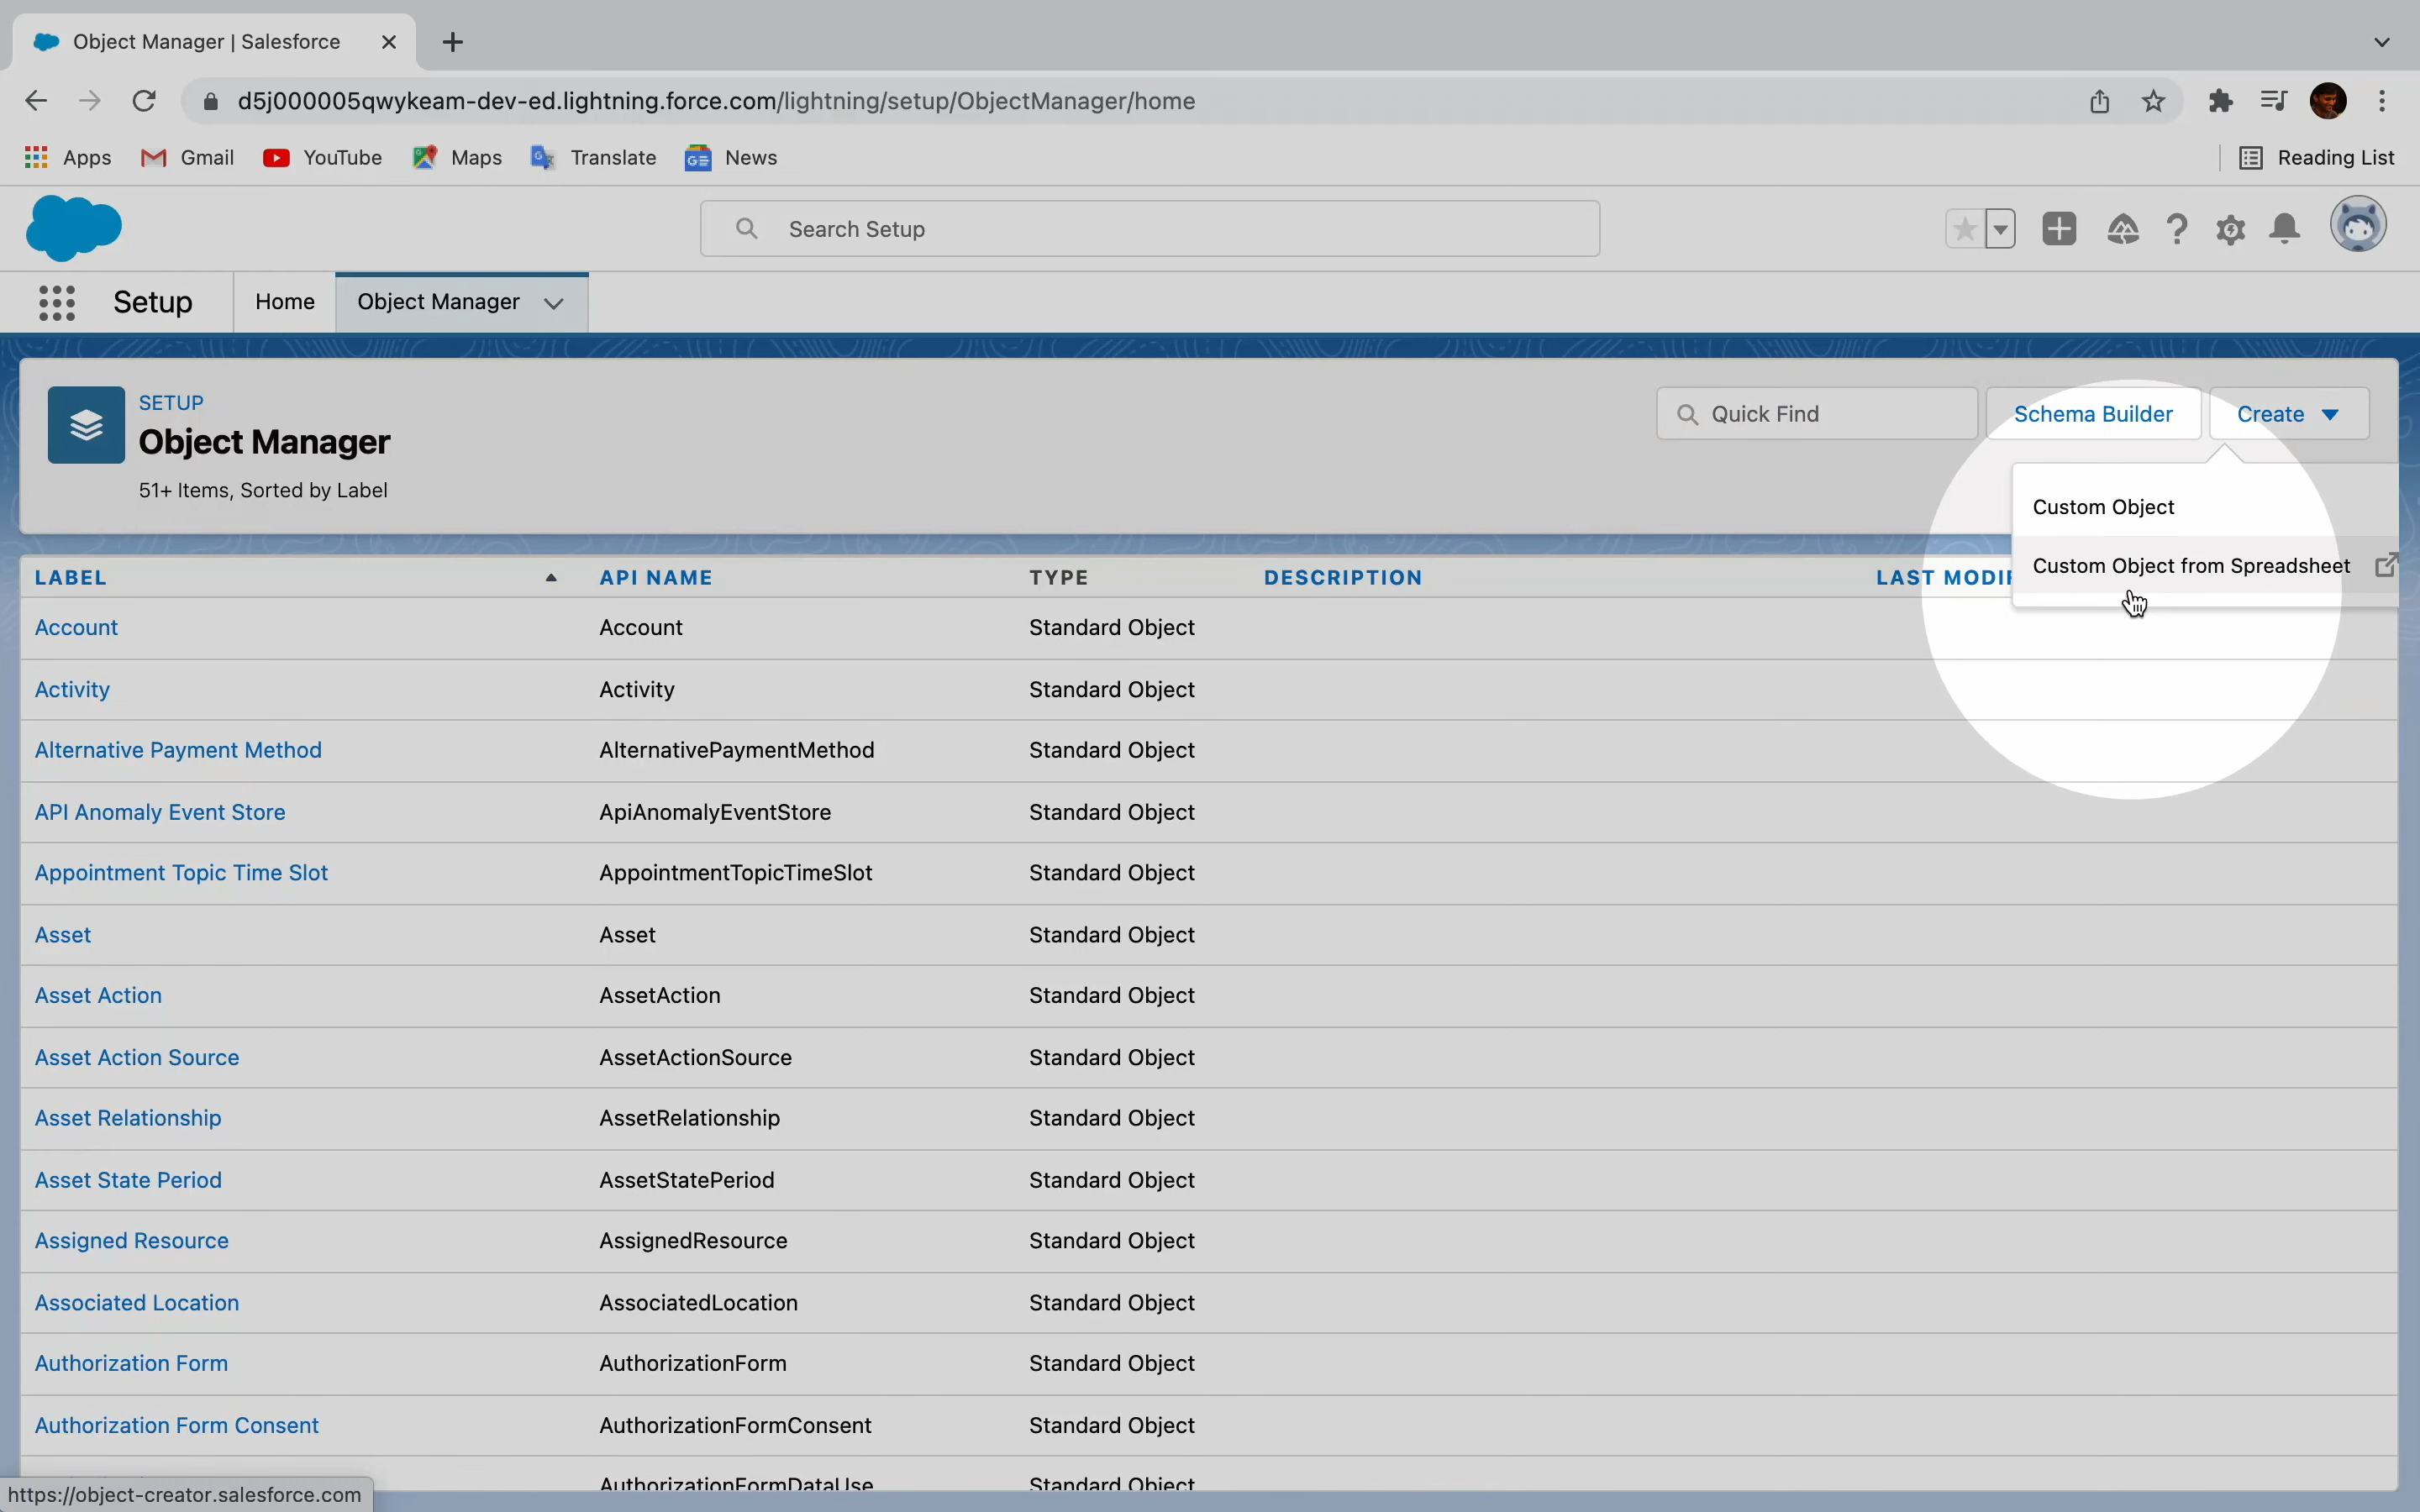 Object Manager | Salesforce
d5j000005qwykeam-dev-ed.lightning.force.com/lightning/setup/ObjectManager/home
Apps Gmail YouTube Maps Translate News Reading List
Search Setup
Setup Home Object Manager
SETUP
Object Manager
51+ Items, Sorted by Label
Quick Find Schema Builder Create
Custom Object
Custom Object from Spreadsheet
LABEL API NAME TYPE DESCRIPTION LAST MODIF
Account Account Standard Object
Activity Activity Standard Object
Alternative Payment Method AlternativePaymentMethod Standard Object
API Anomaly Event Store ApiAnomalyEventStore Standard Object
Appointment Topic Time Slot AppointmentTopicTimeSlot Standard Object
Asset Asset Standard Object
Asset Action AssetAction Standard Object
Asset Action Source AssetActionSource Standard Object
Asset Relationship AssetRelationship Standard Object
Asset State Period AssetStatePeriod Standard Object
Assigned Resource AssignedResource Standard Object
Associated Location AssociatedLocation Standard Object
Authorization Form AuthorizationForm Standard Object
Authorization Form Consent AuthorizationFormConsent Standard Object
AuthorizationFormDataUse Standard Object
https://object-creator.salesforce.com